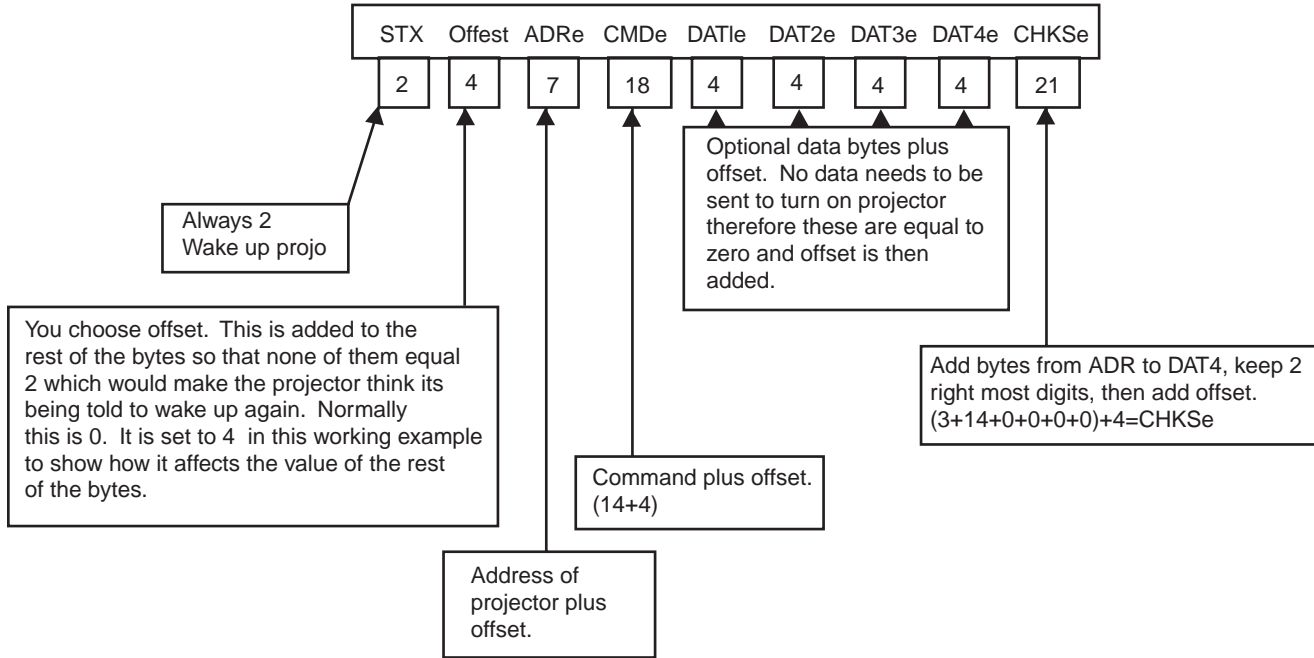 STX Offest ADRe CMDe DATIe DAT2e DAT3e DAT4e CHKSe
2 4 7 18 4 4 4 4 21
Optional data bytes plus
offset. No data needs to be
sent to turn on projector
therefore these are equal to
zero and offset is then
added.
Always 2
Wake up projo
You choose offset. This is added to the
rest of the bytes so that none of them equal
2 which would make the projector think its
being told to wake up again. Normally
this is 0. It is set to 4 in this working example
to show how it affects the value of the rest
of the bytes.
Add bytes from ADR to DAT4, keep 2
right most digits, then add offset.
(3+14+0+0+0+0)+4=CHKSe
Command plus offset.
(14+4)
Address of
projector plus
offset.